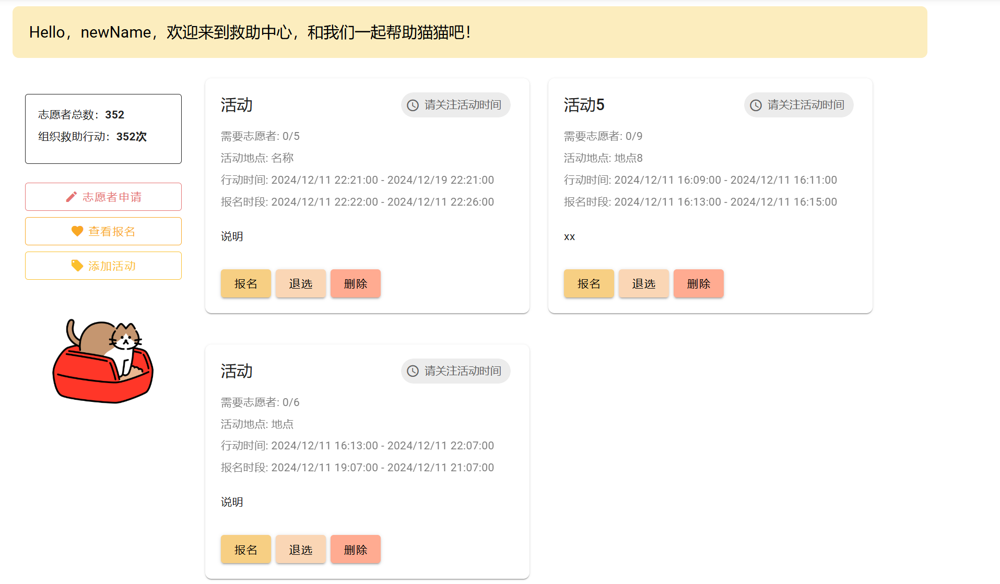 Hello，newName，欢迎来到救助中心，和我们一起帮助猫猫吧！
志愿者总数：352
组织救助行动：352次
志愿者申请
查看报名
添加活动
活动
请关注活动时间
需要志愿者: 0/5
活动地点: 名称
行动时间: 2024/12/11 22:21:00 - 2024/12/19 22:21:00
报名时段: 2024/12/11 22:22:00 - 2024/12/11 22:26:00
说明
报名 退选 删除
活动5
请关注活动时间
需要志愿者: 0/9
活动地点: 地点8
行动时间: 2024/12/11 16:09:00 - 2024/12/11 16:11:00
报名时段: 2024/12/11 16:13:00 - 2024/12/11 16:15:00
xx
报名 退选 删除
活动
请关注活动时间
需要志愿者: 0/6
活动地点: 地点
行动时间: 2024/12/11 16:13:00 - 2024/12/11 22:07:00
报名时段: 2024/12/11 19:07:00 - 2024/12/11 21:07:00
说明
报名 退选 删除